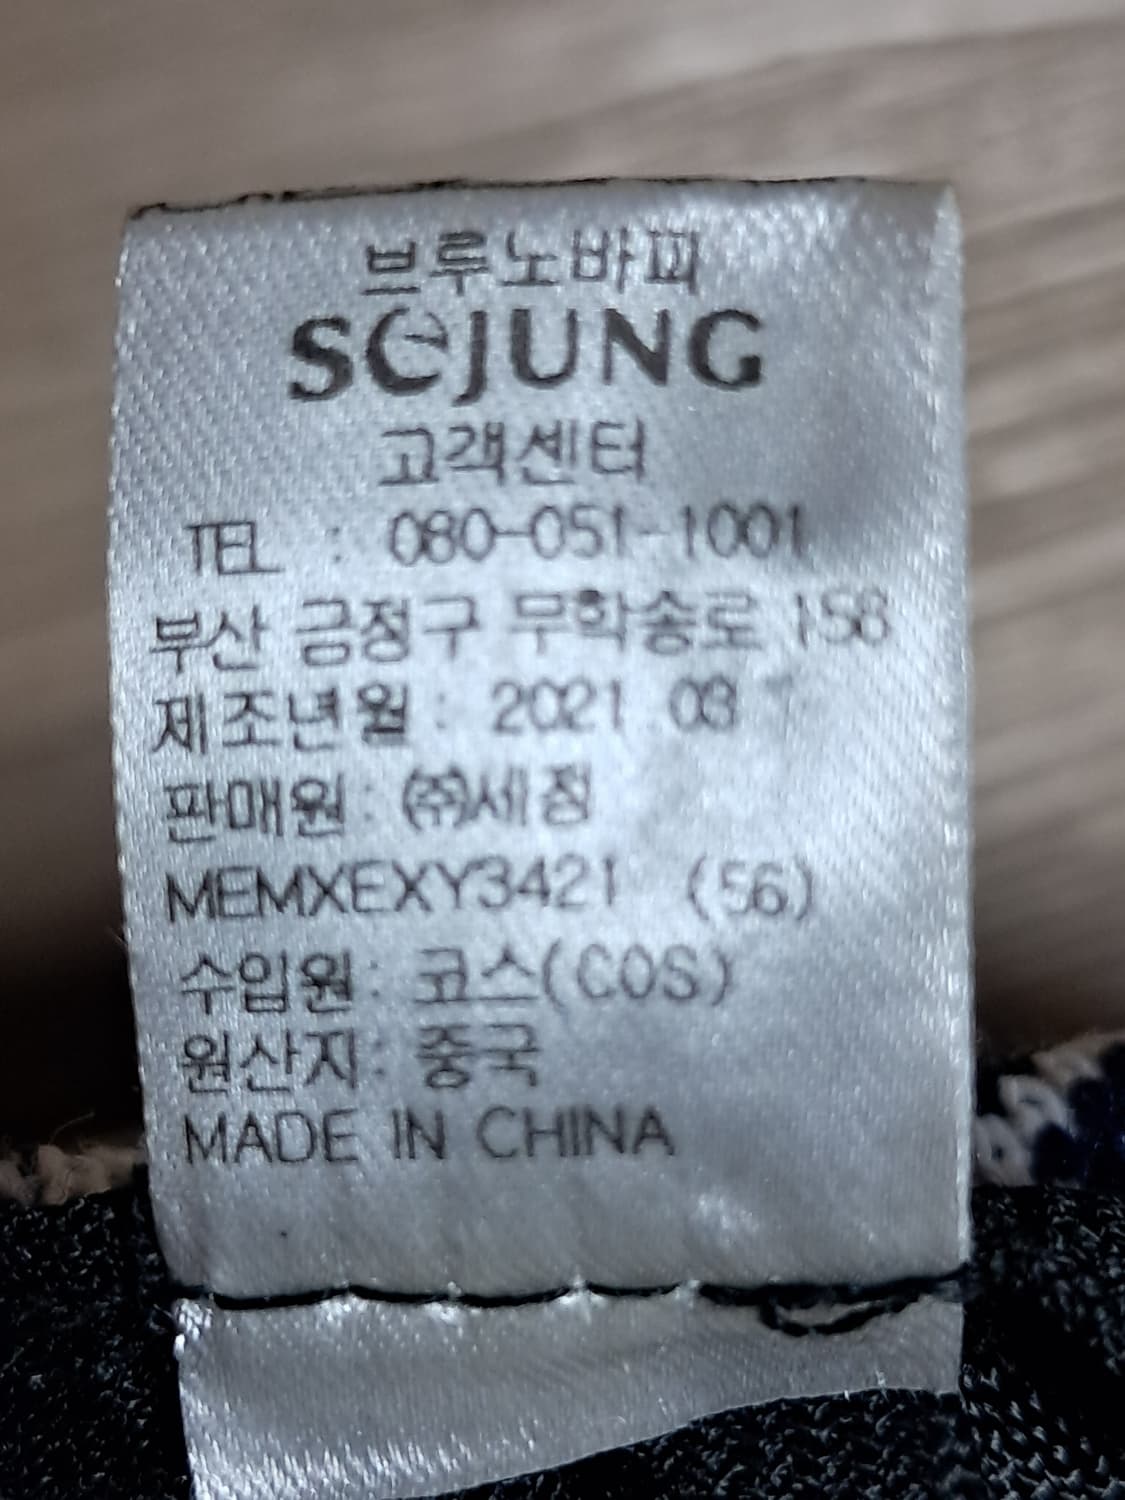 브루노바피
SEJUNG
고객센터
TEL : 080-051-1001
부산 금정구 무학송로 158
제조년월: 2021 03
판매원: ㈜세정
MEMXEXY3421 (56)
수입원: 코스(COS)
원산지: 중국
MADE IN CHINA